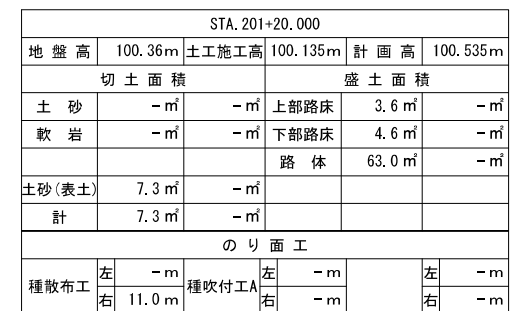 STA.201+20.000
地 盤 高 100.36m 土工施工高 100.135m 計 画 高 100.535m
切 土 面 積 盛 土 面 積
土 砂 -㎡ -㎡ 上部路床 3.6㎡ -㎡
軟 岩 -㎡ -㎡ 下部路床 4.6㎡ -㎡
路 体 63.0㎡ -㎡
土砂(表土) 7.3㎡ -㎡
計 7.3㎡ -㎡
の り 面 工
種散布工 左 -m 種吹付工A 左 -m 左 -m
右 11.0m 右 -m 右 -m